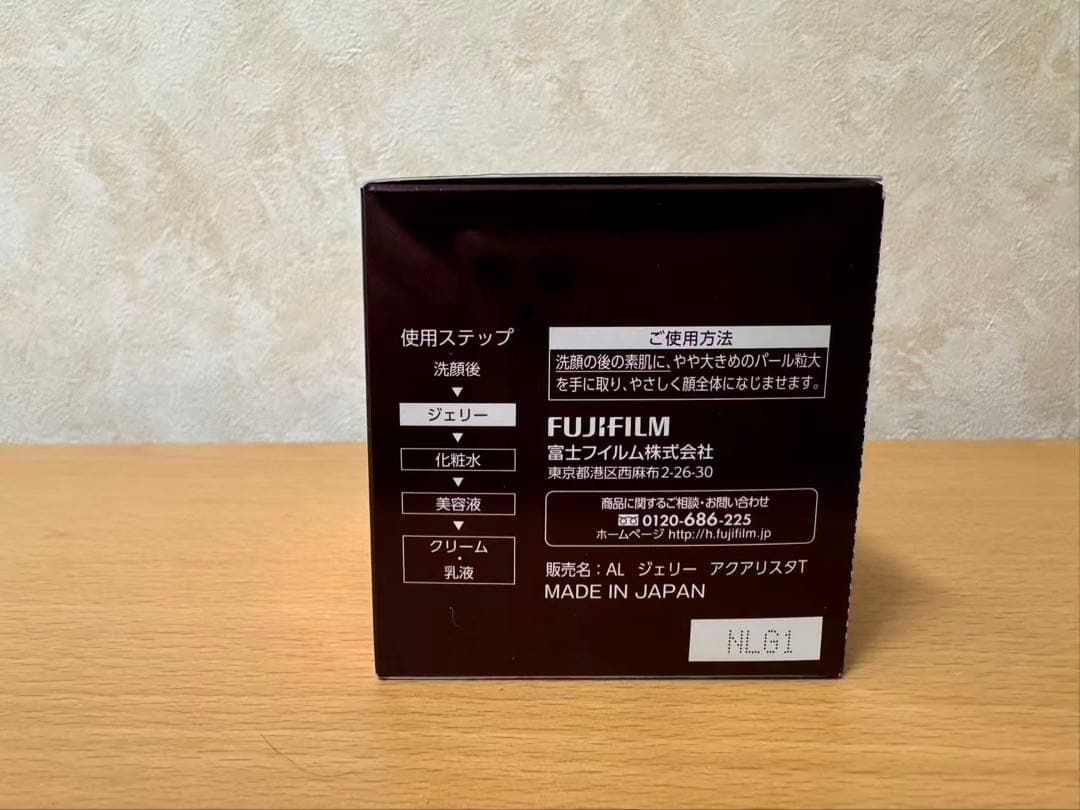 使用ステップ
洗顔後
▼
ジェリー
▼
化粧水
▼
美容液
▼
クリーム
・
乳液
ご使用方法
洗顔の後の素肌に、やや大きめのパール粒大
を手に取り、やさしく顔全体になじませます。
FUJIFILM
富士フイルム株式会社
東京都港区西麻布2-26-30
商品に関するご相談・お問い合わせ
0120-686-225
ホームページ http://h.fujifilm.jp
販売名：AL ジェリー アクアリスタT
MADE IN JAPAN
NLG1